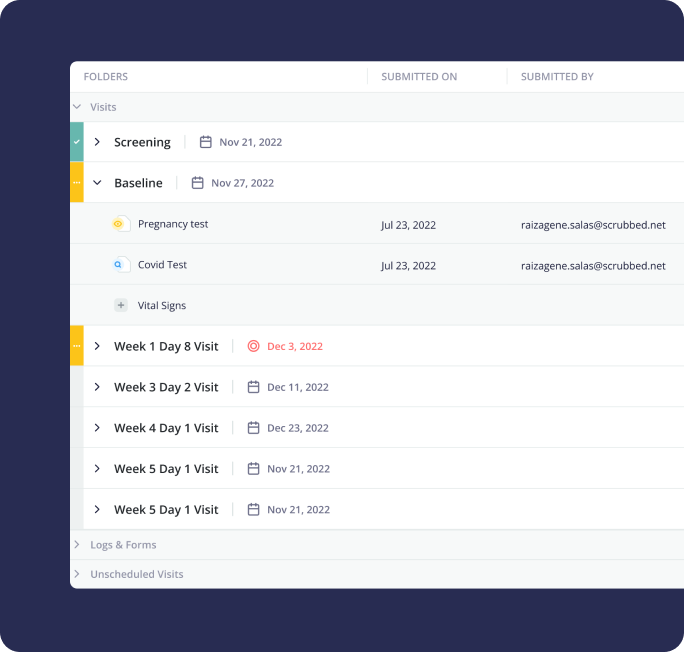 FOLDERS SUBMITTED ON SUBMITTED BY
Visits
Screening Nov 21, 2022
Baseline Nov 27, 2022
Pregnancy test Jul 23, 2022 raizagene.salas@scrubbed.net
Covid Test Jul 23, 2022 raizagene.salas@scrubbed.net
Vital Signs
Week 1 Day 8 Visit Dec 3, 2022
Week 3 Day 2 Visit Dec 11, 2022
Week 4 Day 1 Visit Dec 23, 2022
Week 5 Day 1 Visit Nov 21, 2022
Week 5 Day 1 Visit Nov 21, 2022
Logs & Forms
Unscheduled Visits